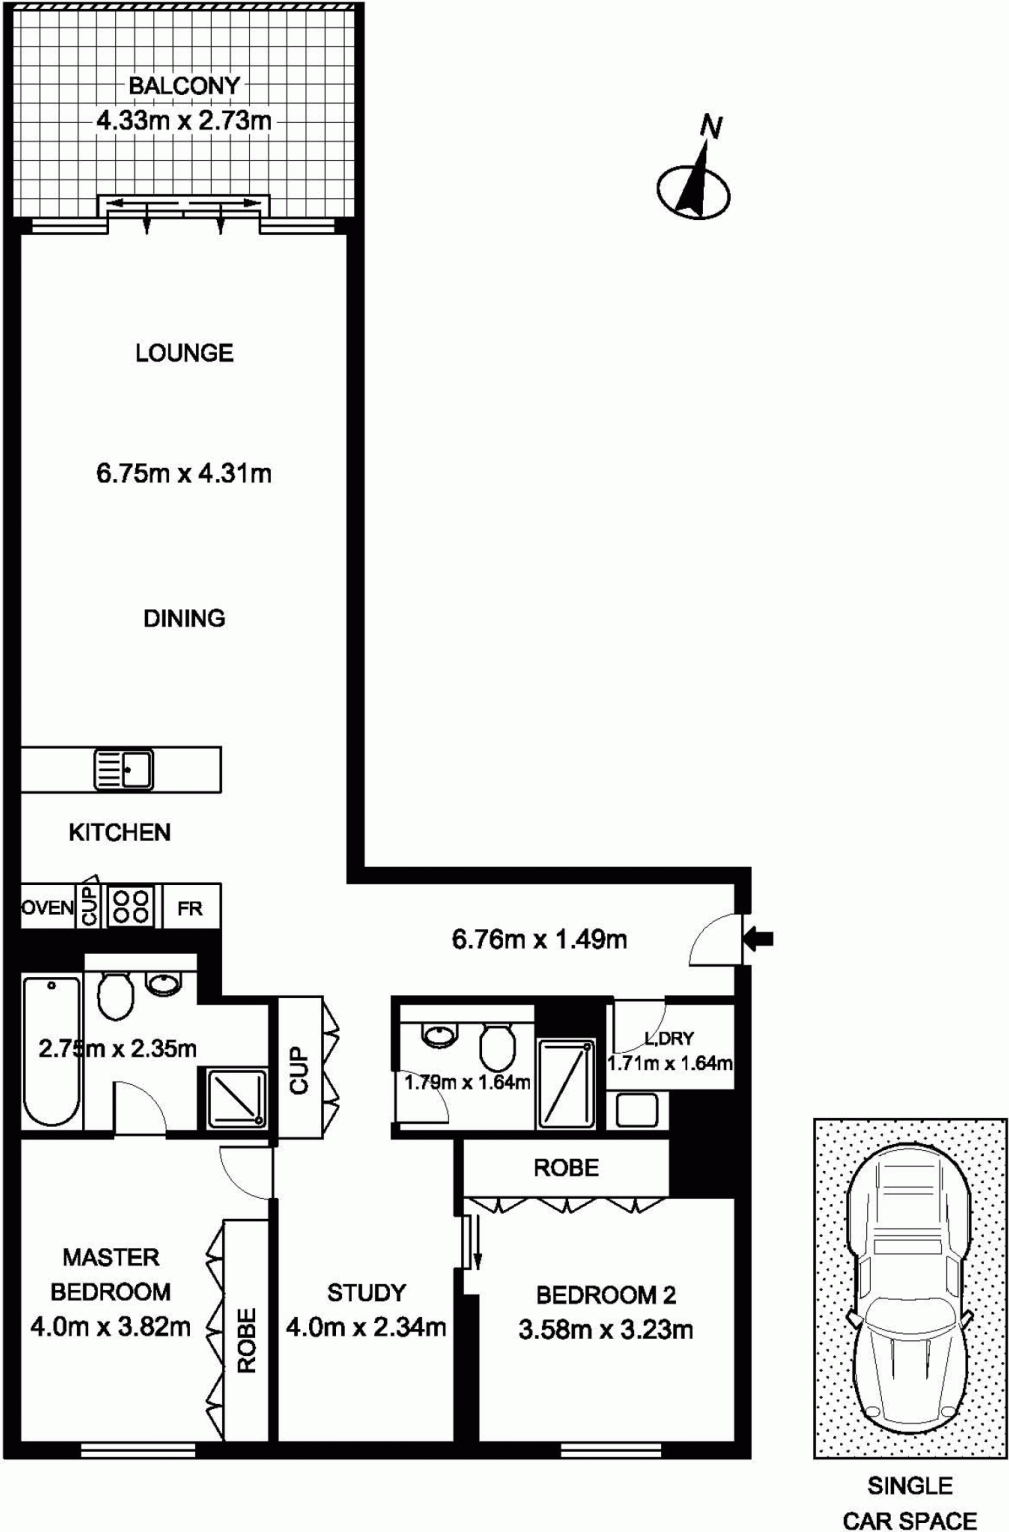 BALCONY
4.33m x 2.73m
N
LOUNGE
6.75m x 4.31m
DINING
KITCHEN
OVEN
CUP
FR
6.76m x 1.49m
2.75m x 2.35m
CUP
1.79m x 1.64m
L,DRY
1.71m x 1.64m
ROBE
MASTER
BEDROOM
4.0m x 3.82m
ROBE
STUDY
4.0m x 2.34m
BEDROOM 2
3.58m x 3.23m
SINGLE
CAR SPACE